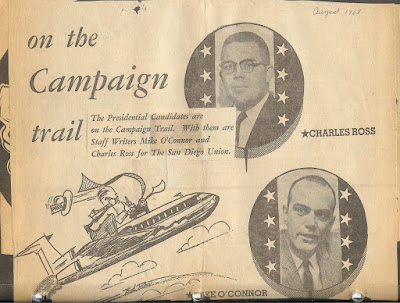 August 1968
on the
Campaign
trail
The Presidential Candidates are
on the Campaign Trail. With them are
Staff Writers Mike O'Connor and
Charles Ross for The San Diego Union.
★CHARLES ROSS
O'CONNOR